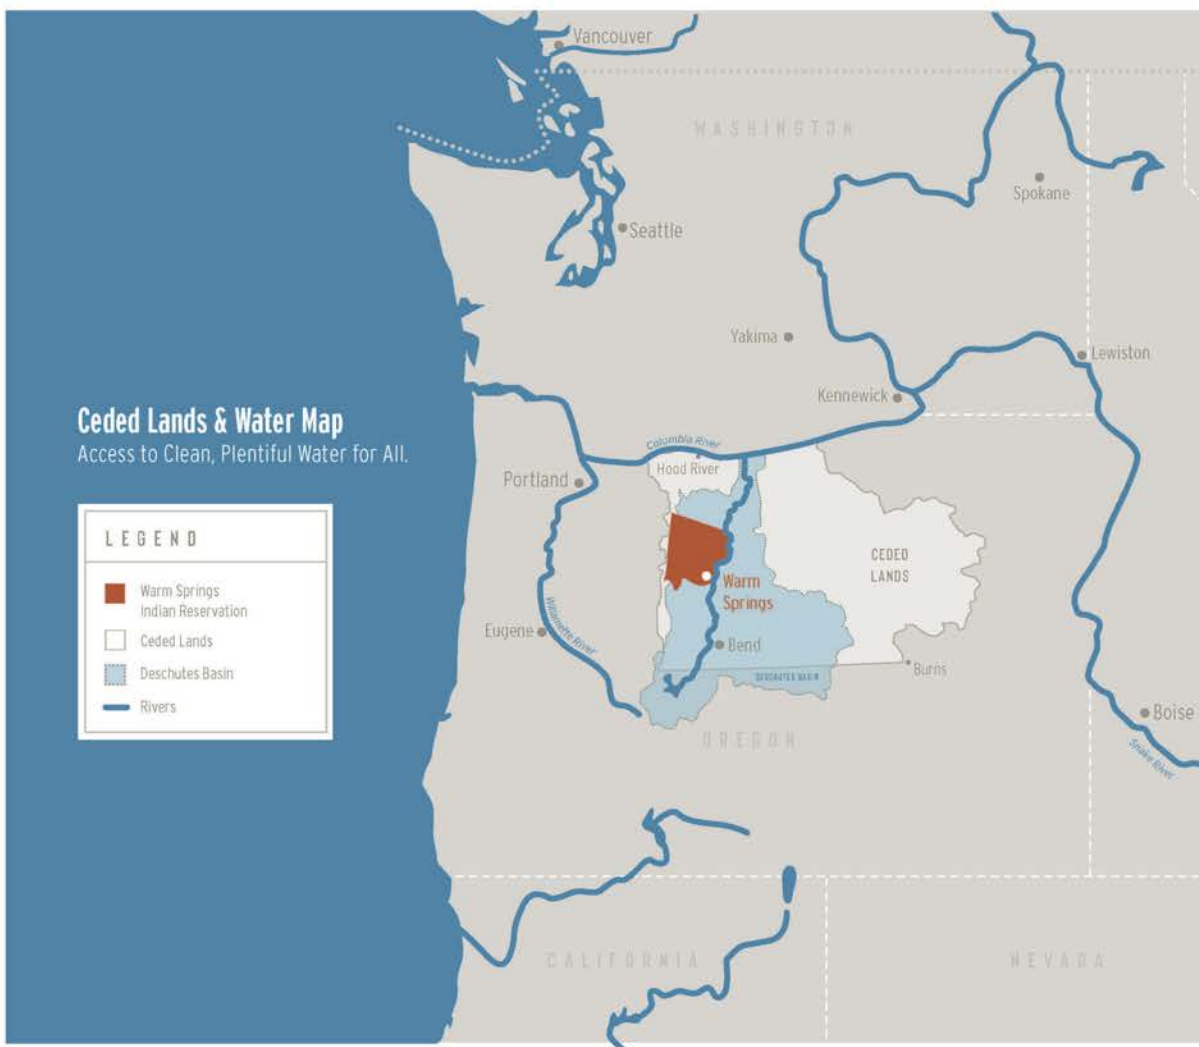 Vancouver
WASHINGTON
Spokane
Seattle
Yakima
Lewiston
Kennewick
Ceded Lands & Water Map
Access to Clean, Plentiful Water for All.
Columbia River
Hood River
Portland
LEGEND
Warm Springs
Indian Reservation
Ceded Lands
Deschutes Basin
Rivers
CEDED
LANDS
Warm
Springs
Willamette River
Eugene
Bend
Burns
DESCHUTES BASIN
Boise
OREGON
Snake River
CALIFORNIA
NEVADA